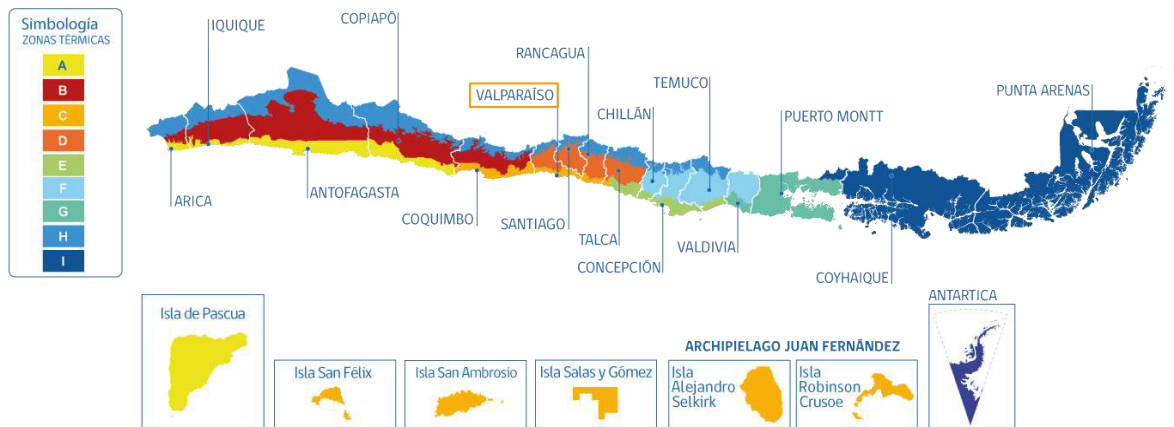 Simbología
ZONAS TÉRMICAS
A
B
C
D
E
F
G
H
I
IQUIQUE
COPIAPÓ
RANCAGUA
VALPARAÍSO
TEMUCO
CHILLÁN
PUERTO MONTT
PUNTA ARENAS
ARICA
ANTOFAGASTA
COQUIMBO
SANTIAGO
TALCA
CONCEPCIÓN
VALDIVIA
COYHAIQUE
ANTARTICA
Isla de Pascua
Isla San Félix
Isla San Ambrosio
Isla Salas y Gómez
ARCHIPIELAGO JUAN FERNÁNDEZ
Isla
Alejandro
Selkirk
Isla
Robinson
Crusoe